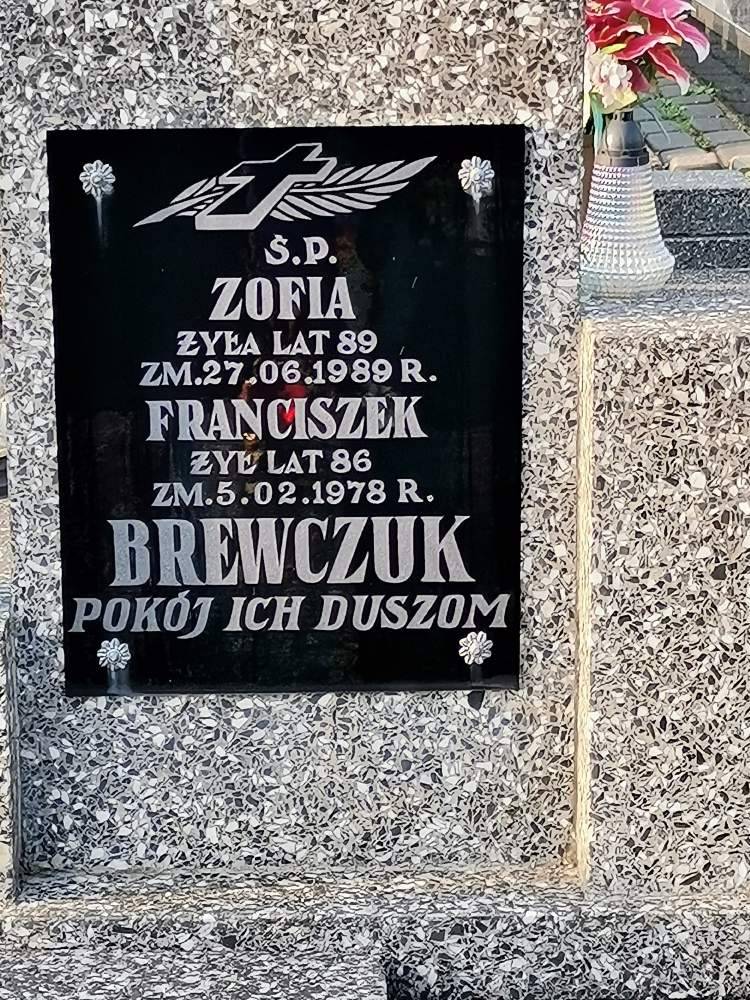 Ś.P.
ZOFIA
ŻYŁA LAT 89
ZM.27.06.1989 R.
FRANCISZEK
ŻYŁ LAT 86
ZM.5.02.1978 R.
BREWCZUK
POKÓJ ICH DUSZOM